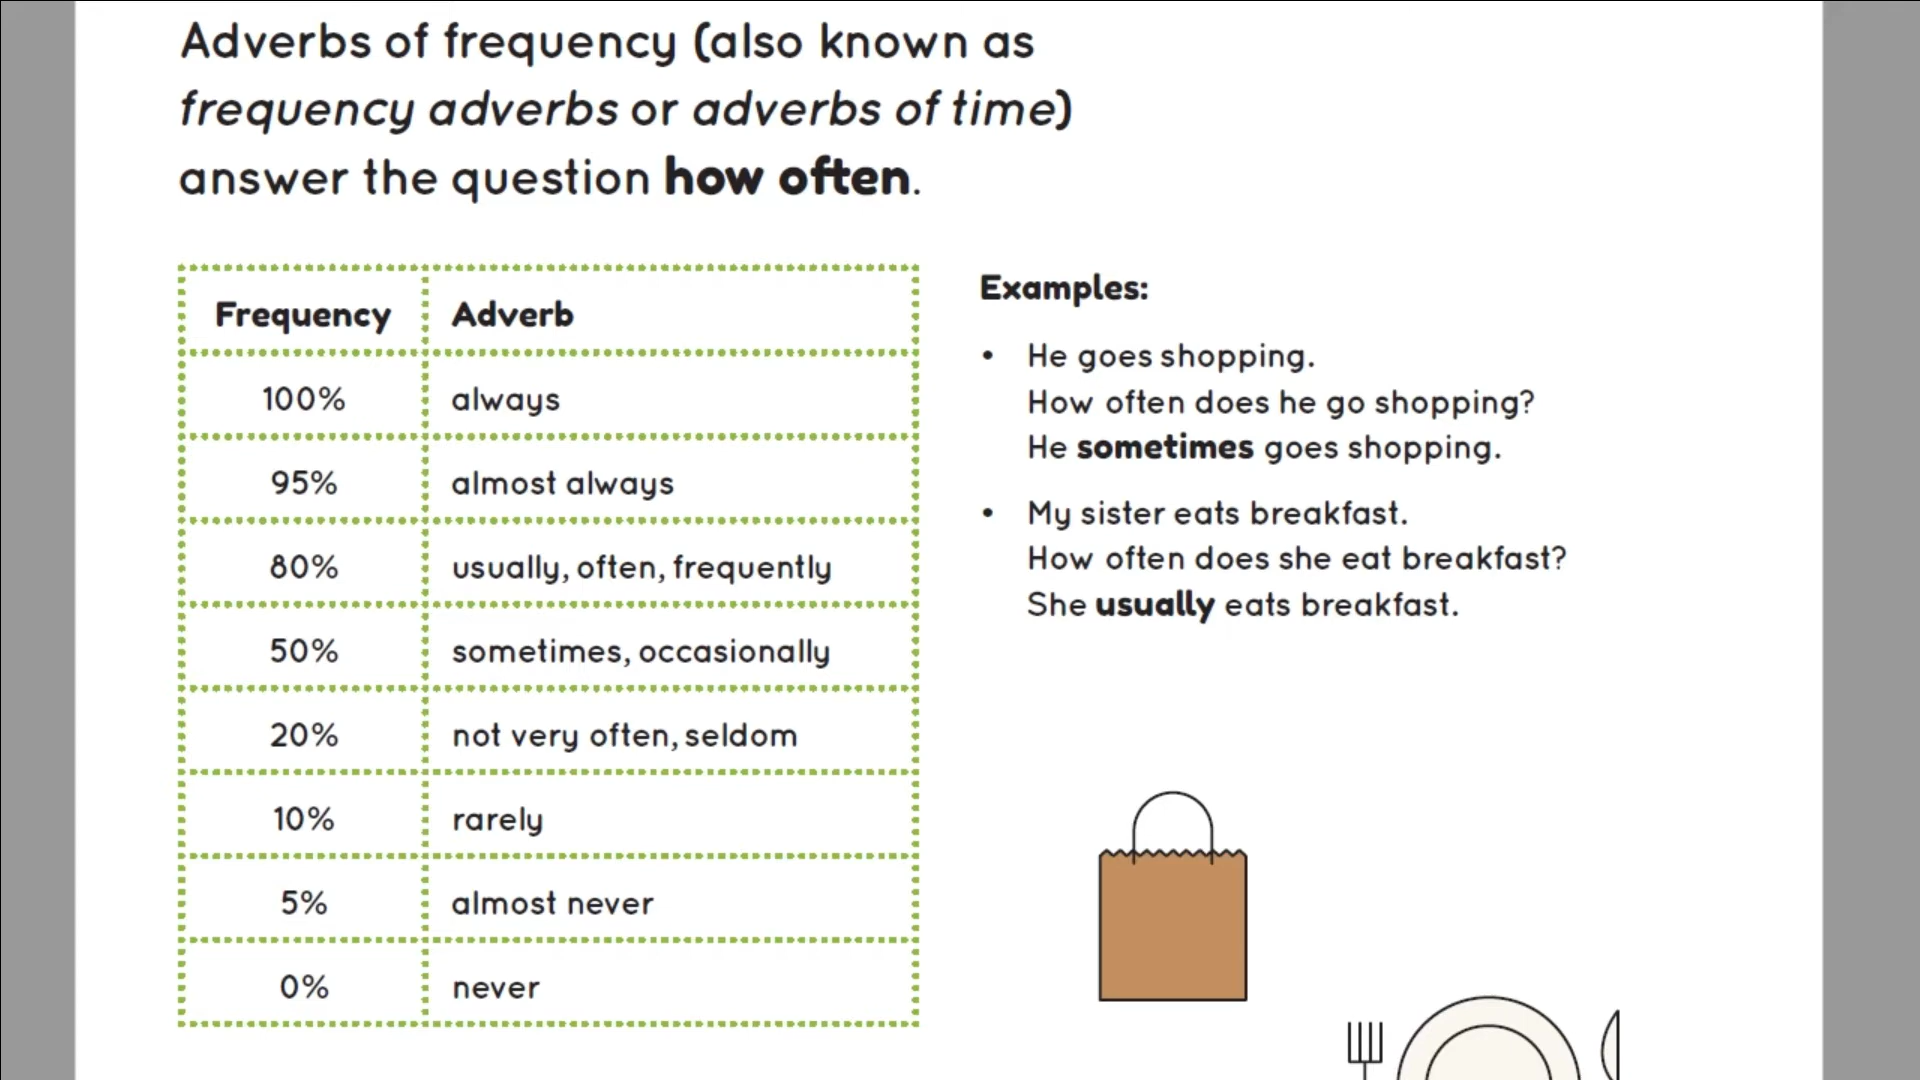 Adverbs of frequency (also known as
frequency adverbs or adverbs of time)
answer the question how often.
Frequency Adverb
100% always
95% almost always
80% usually, often, frequently
50% sometimes, occasionally
20% not very often, seldom
10% rarely
5% almost never
0% never
Examples:
• He goes shopping.
How often does he go shopping?
He sometimes goes shopping.
• My sister eats breakfast.
How often does she eat breakfast?
She usually eats breakfast.